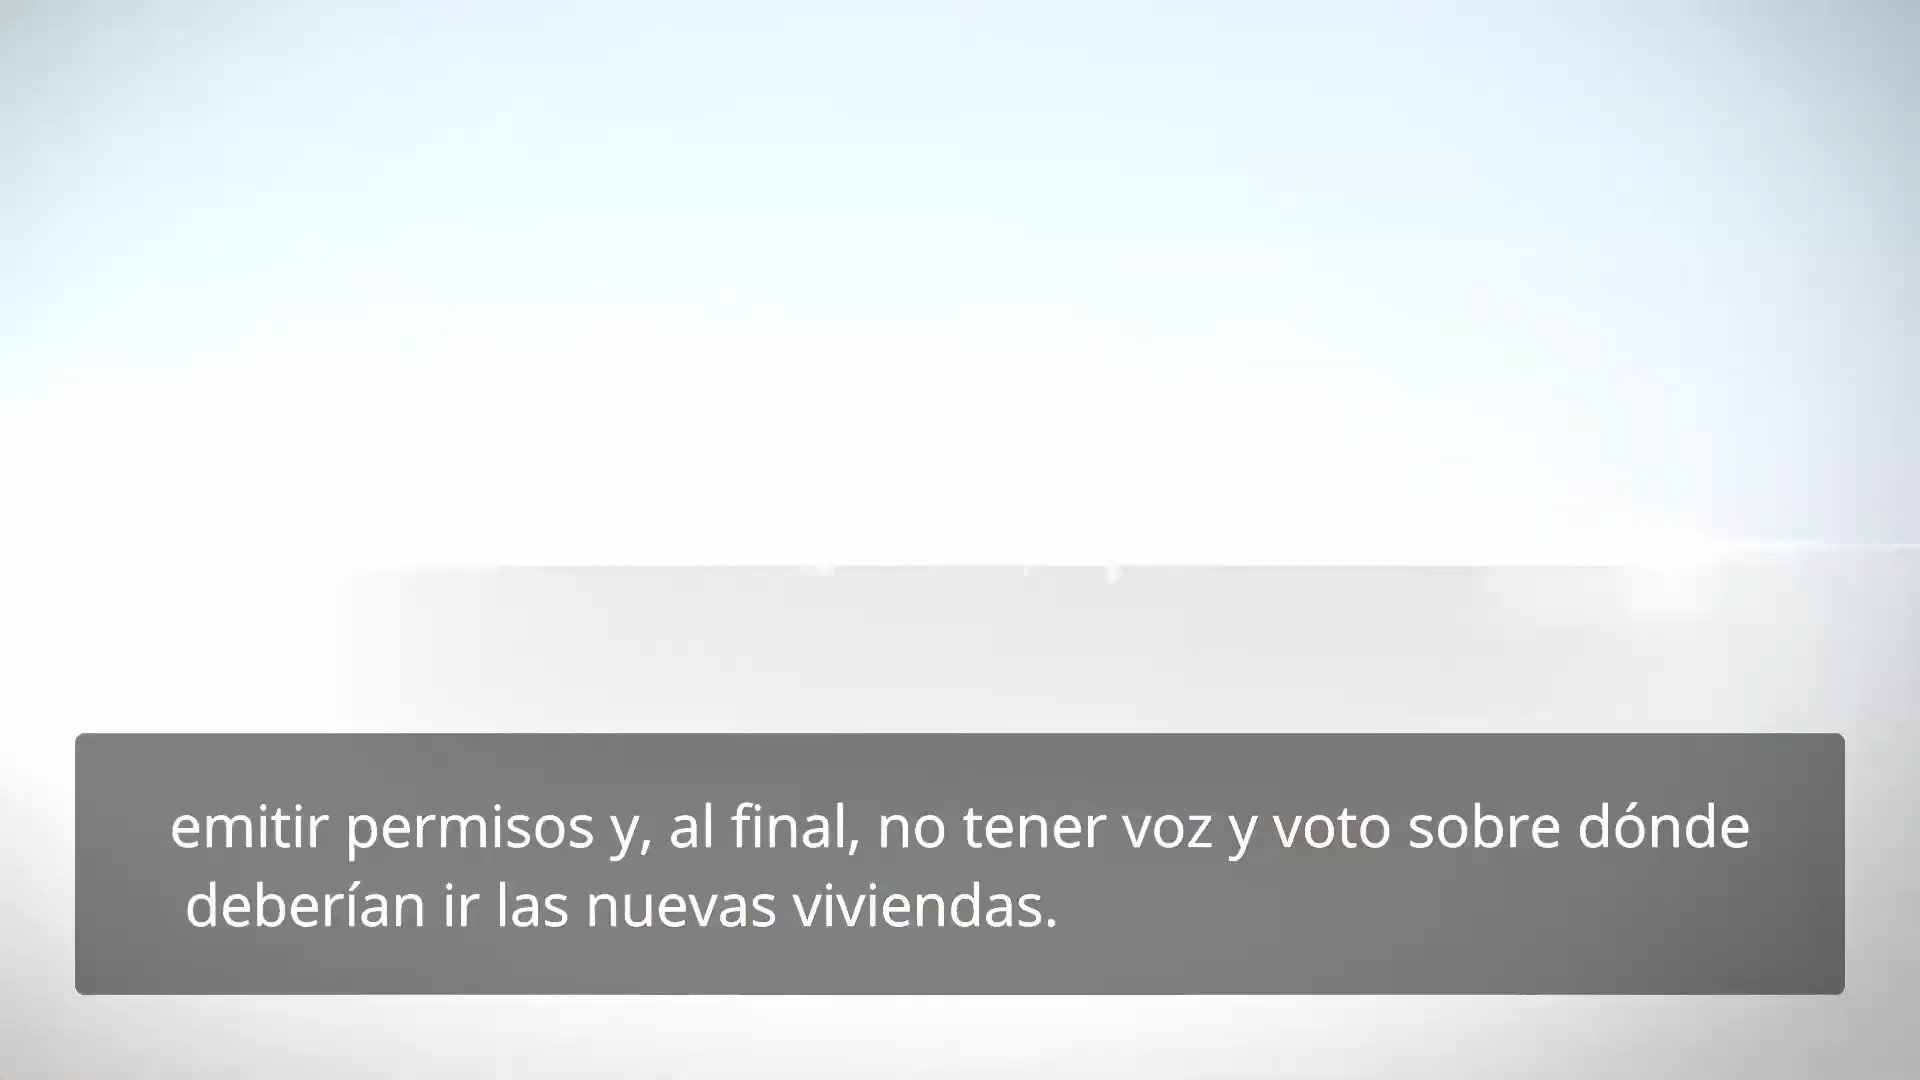 emitir permisos y, al final, no tener voz y voto sobre dónde
deberían ir las nuevas viviendas.